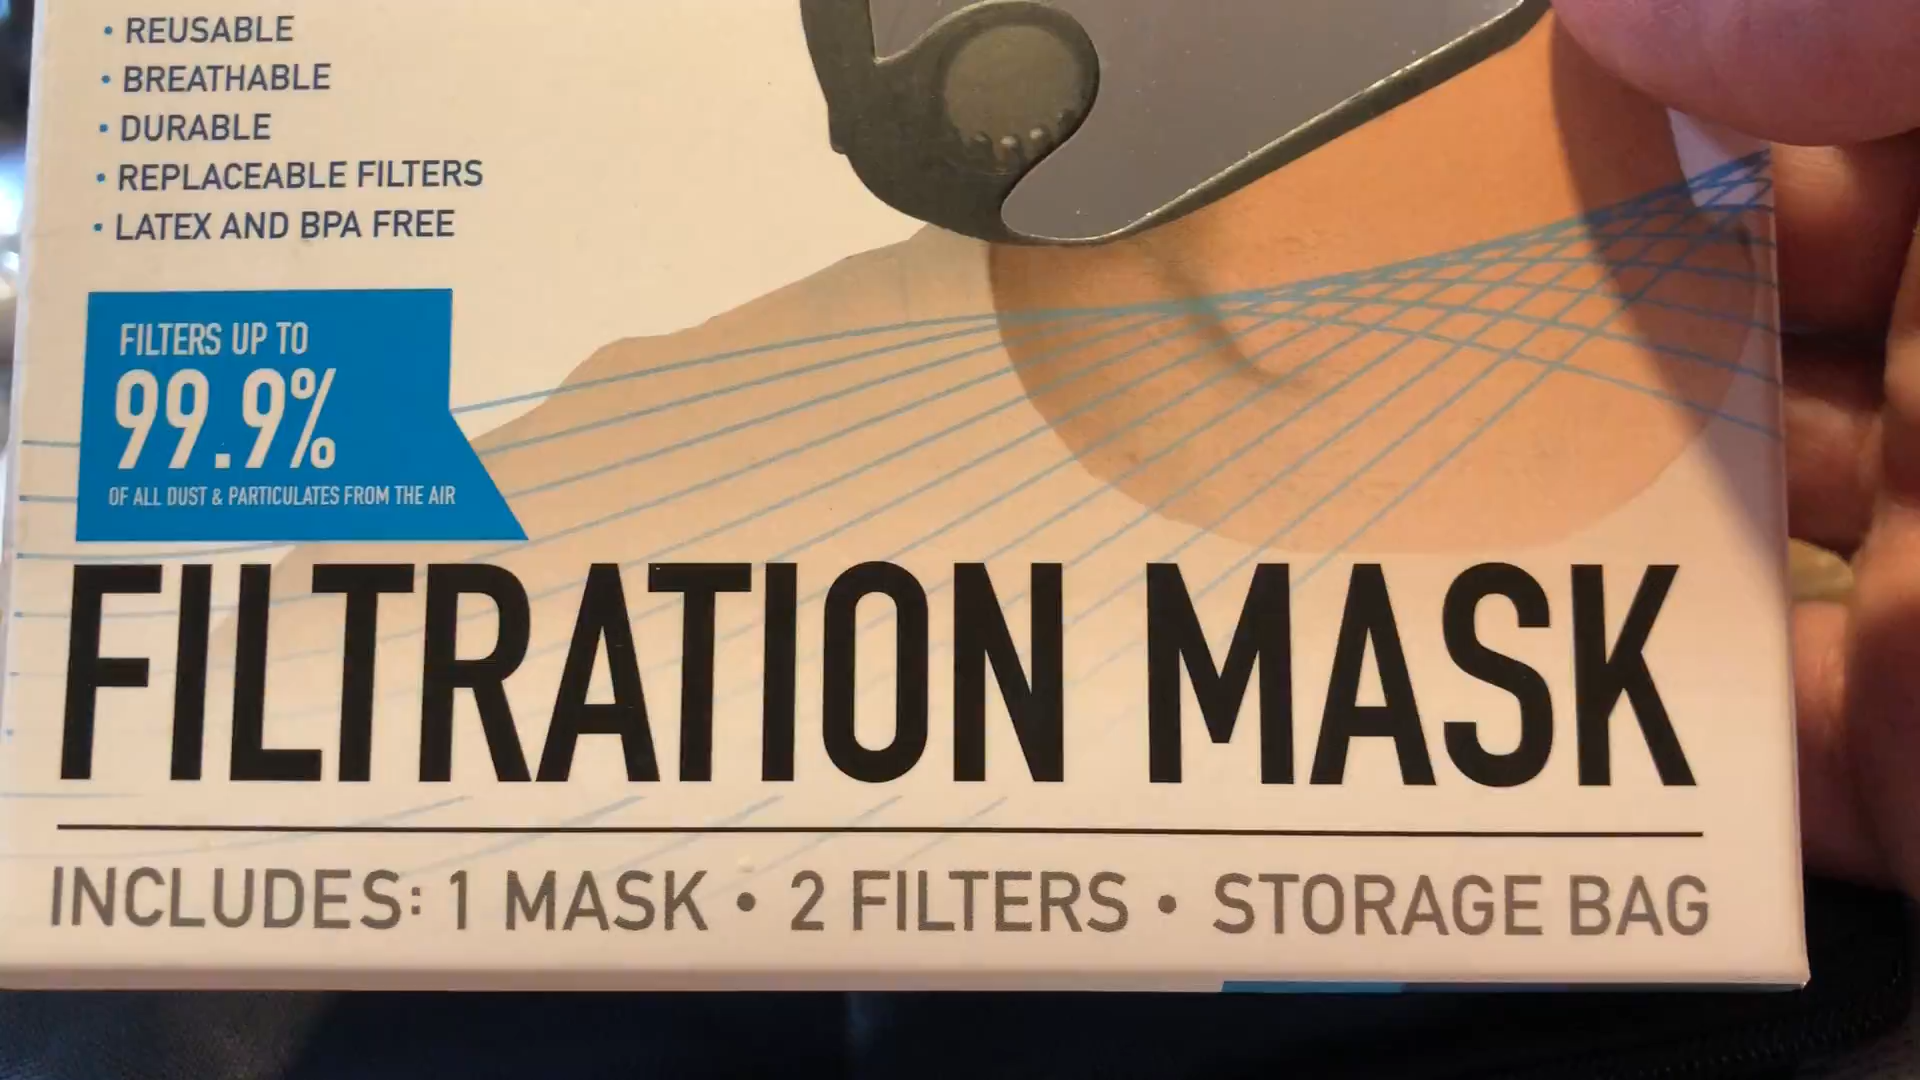 • REUSABLE
• BREATHABLE
• DURABLE
• REPLACEABLE FILTERS
• LATEX AND BPA FREE
FILTERS UP TO
99.9%
OF ALL DUST & PARTICULATES FROM THE AIR
FILTRATION MASK
INCLUDES: 1 MASK • 2 FILTERS • STORAGE BAG